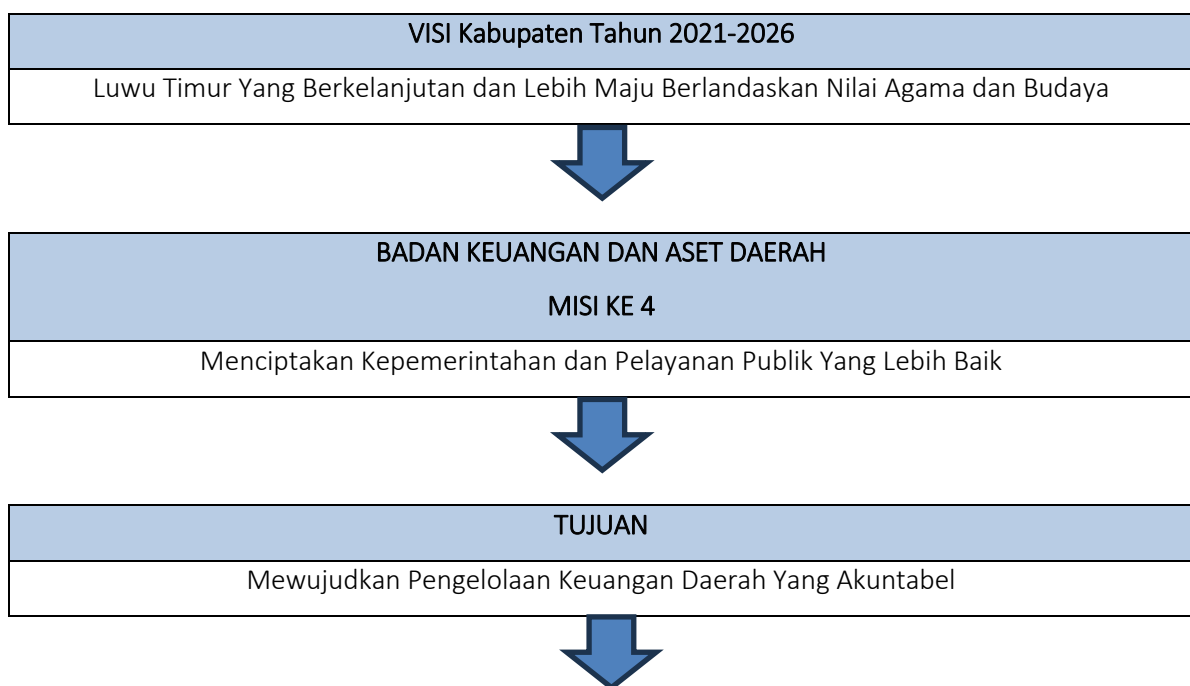 VISI Kabupaten Tahun 2021-2026
Luwu Timur Yang Berkelanjutan dan Lebih Maju Berlandaskan Nilai Agama dan Budaya
BADAN KEUANGAN DAN ASET DAERAH
MISI KE 4
Menciptakan Kepemerintahan dan Pelayanan Publik Yang Lebih Baik
TUJUAN
Mewujudkan Pengelolaan Keuangan Daerah Yang Akuntabel